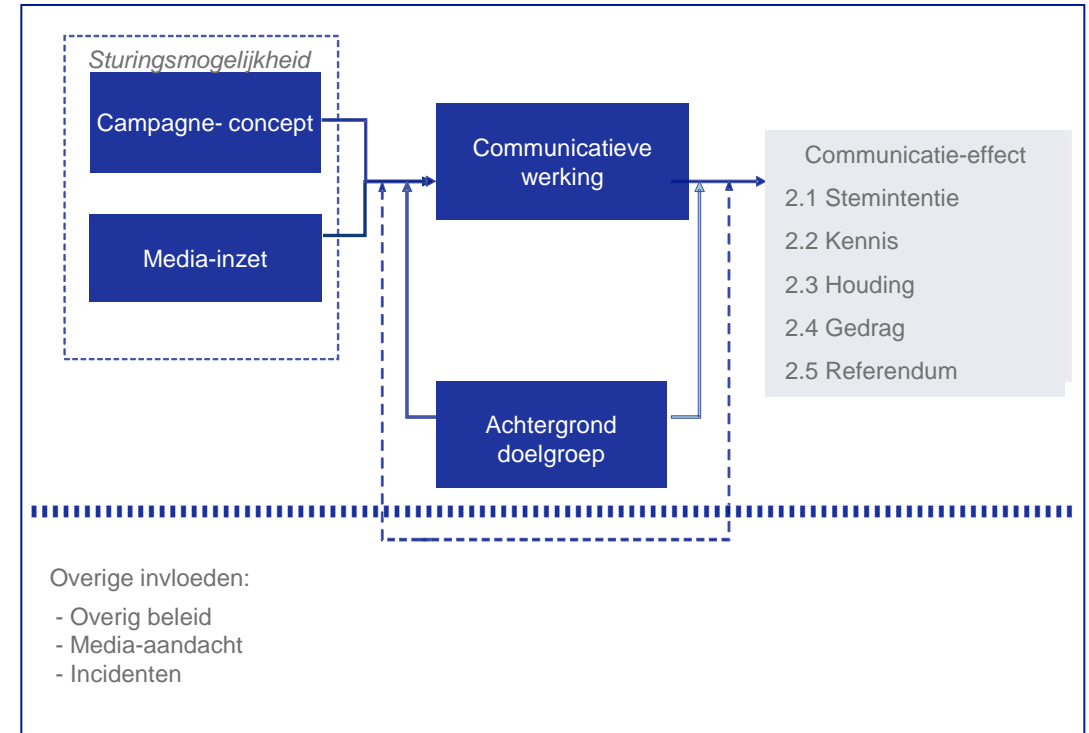 Sturingsmogelijkheid
Campagne- concept
Media-inzet
Communicatieve
werking
Achtergrond
doelgroep
Communicatie-effect
2.1 Stemintentie
2.2 Kennis
2.3 Houding
2.4 Gedrag
2.5 Referendum
Overige invloeden:
- Overig beleid
- Media-aandacht
- Incidenten